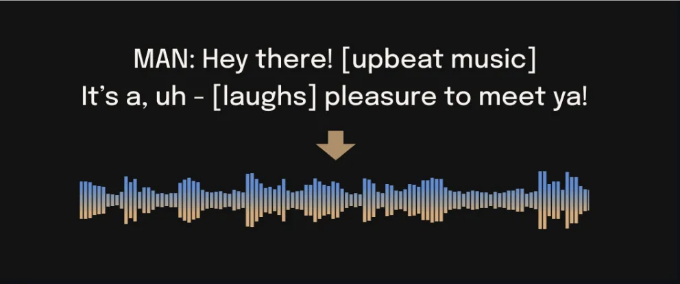 MAN: Hey there! [upbeat music]
It’s a, uh - [laughs] pleasure to meet ya!